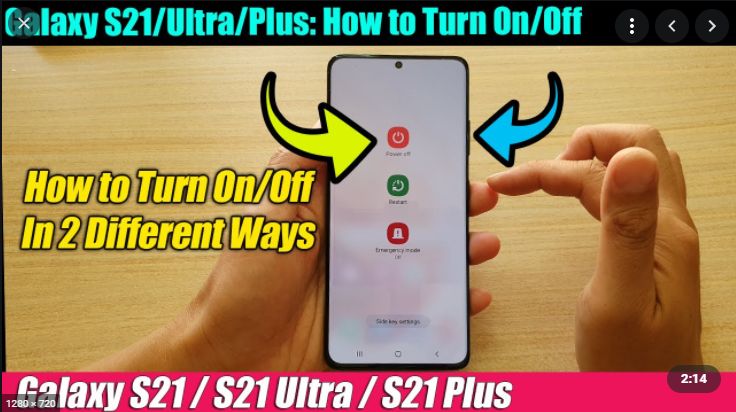 Galaxy S21/Ultra/Plus: How to Turn On/Off
Power off
How to Turn On/Off
In 2 Different Ways
Restart
Emergency mode
Off
Side key settings
2:14
Galaxy S21 / S21 Ultra / S21 Plus
1280 × 720